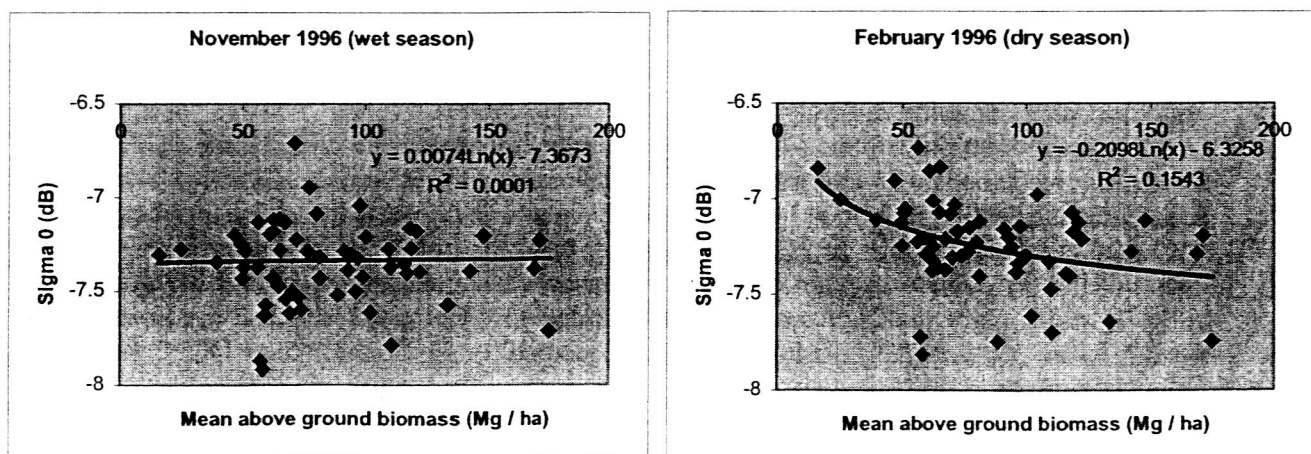 November 1996 (wet season)
-6.5
0 50 100 150 200
y = 0.0074Ln(x) - 7.3673
R² = 0.0001
-7
-7.5
-8
Sigma 0 (dB)
Mean above ground biomass (Mg / ha)
February 1996 (dry season)
-6.5
0 50 100 150 200
y = -0.2098Ln(x) - 6.3258
R² = 0.1543
-7
-7.5
-8
Sigma 0 (dB)
Mean above ground biomass (Mg / ha)